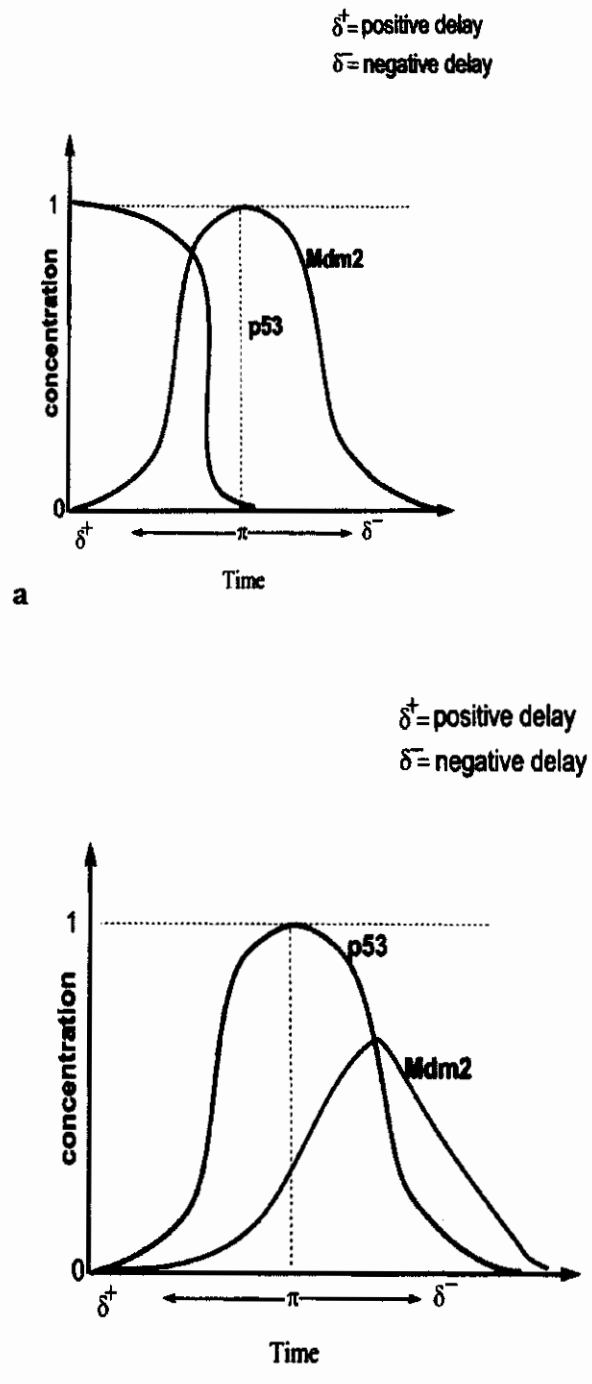 δ⁺= positive delay
δ⁻= negative delay
1
Mdm2
p53
concentration
0
δ⁺ π δ⁻
Time
a
δ⁺= positive delay
δ⁻= negative delay
1
p53
Mdm2
concentration
0
δ⁺ π δ⁻
Time